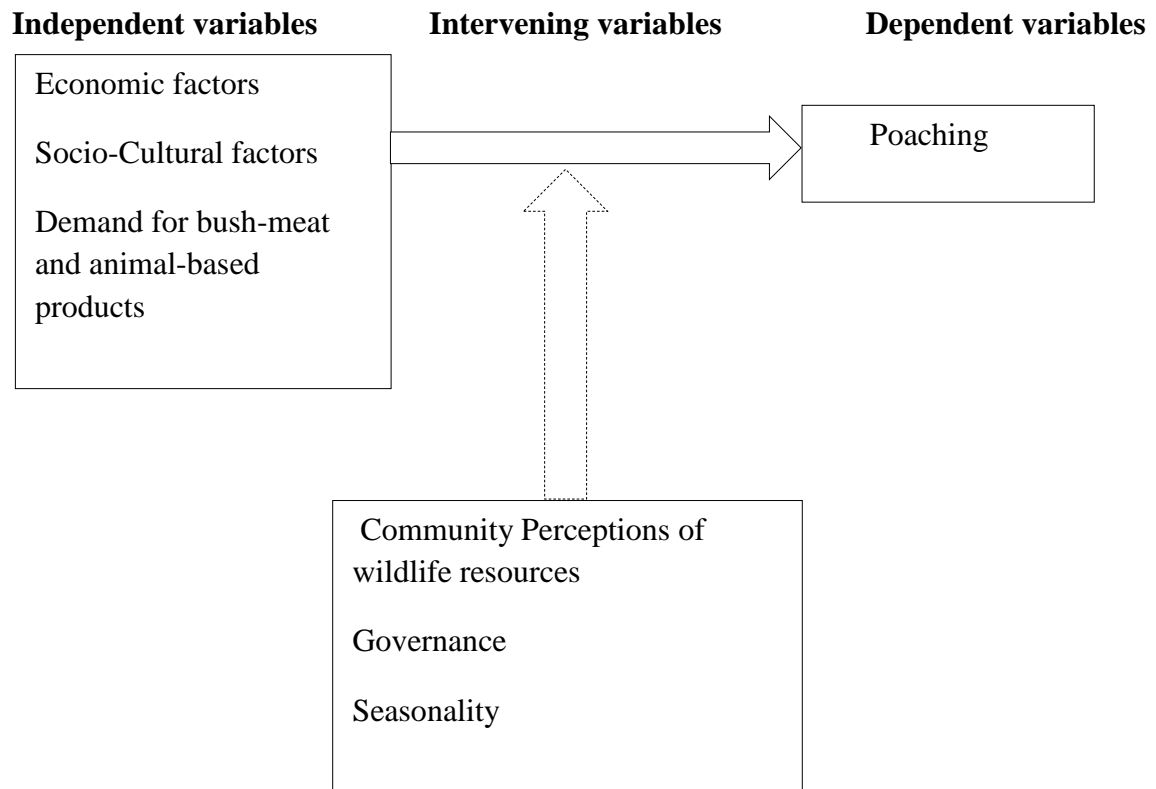 Independent variables Intervening variables Dependent variables
Economic factors
Socio-Cultural factors
Demand for bush-meat
and animal-based
products
Poaching
Community Perceptions of
wildlife resources
Governance
Seasonality